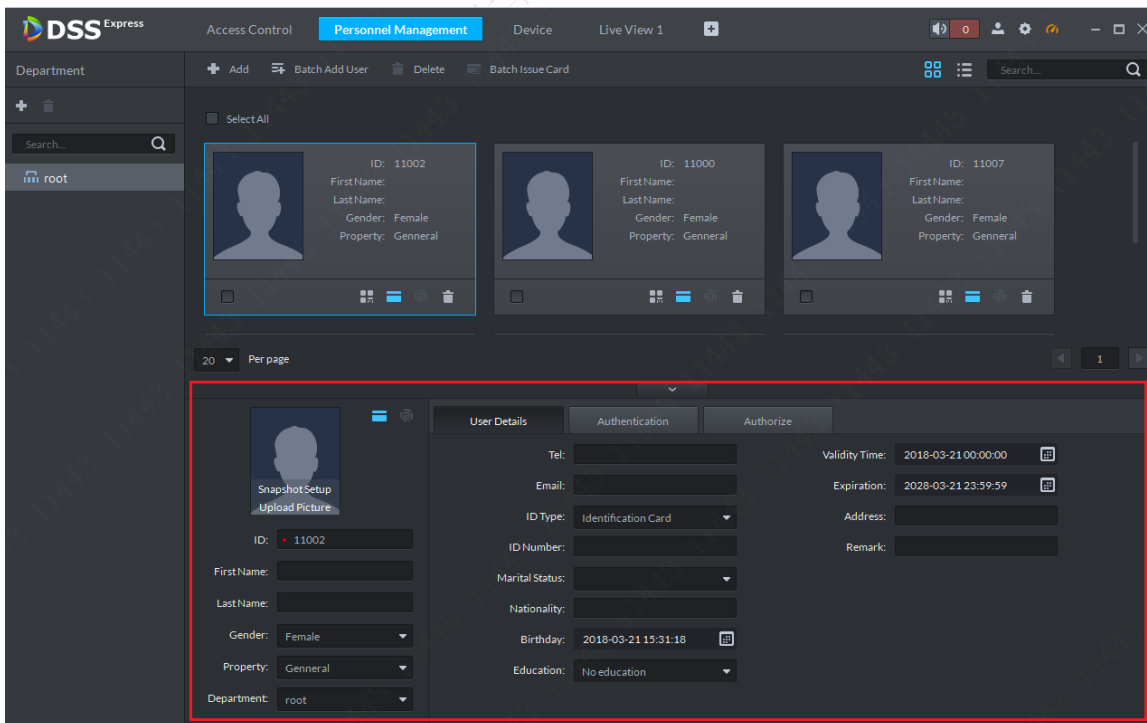 DSS Express Access Control Personnel Management Device Live View 1 0
Department Add Batch Add User Delete Batch Issue Card Search...
Select All
Search...
root
ID: 11002
First Name:
Last Name:
Gender: Female
Property: Genneral
ID: 11000
First Name:
Last Name:
Gender: Female
Property: Genneral
ID: 11007
First Name:
Last Name:
Gender: Female
Property: Genneral
20 Per page 1
Snapshot Setup
Upload Picture
ID: • 11002
First Name:
Last Name:
Gender: Female
Property: Genneral
Department: root
User Details Authentication Authorize
Tel:
Email:
ID Type: Identification Card
ID Number:
Marital Status:
Nationality:
Birthday: 2018-03-21 15:31:18
Education: No education
Validity Time: 2018-03-21 00:00:00
Expiration: 2028-03-21 23:59:59
Address:
Remark: